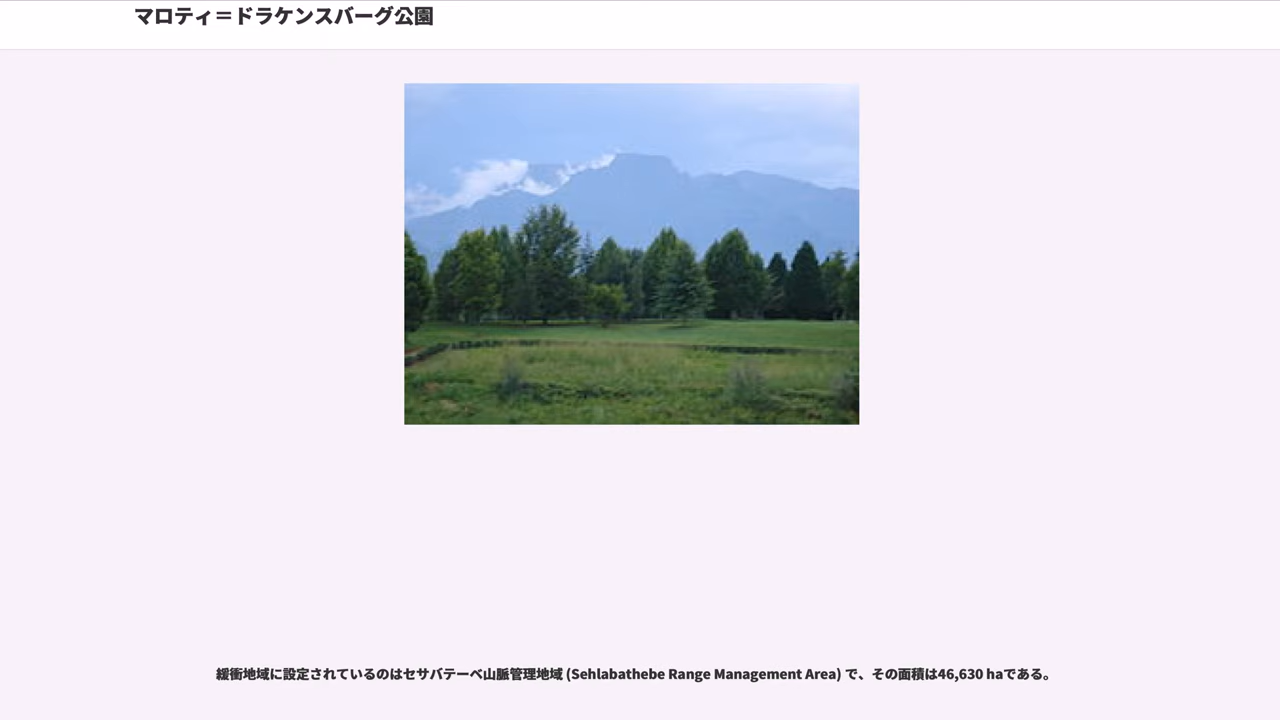 マロティ＝ドラケンスバーグ公園
緩衝地域に設定されているのはセサバテーベ山脈管理地域 (Sehlabathebe Range Management Area) で、その面積は46,630 haである。